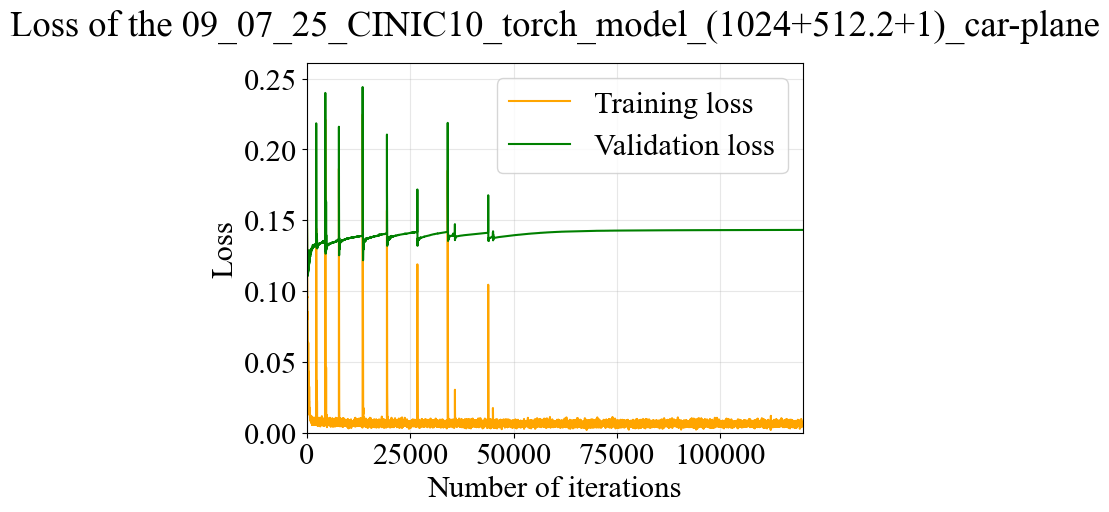 Loss of the 09_07_25_CINIC10_torch_model_(1024+512.2+1)_car-plane
0.25
0.20
0.15
0.10
0.05
0.00
Loss
Training loss
Validation loss
0 25000 50000 75000 100000
Number of iterations